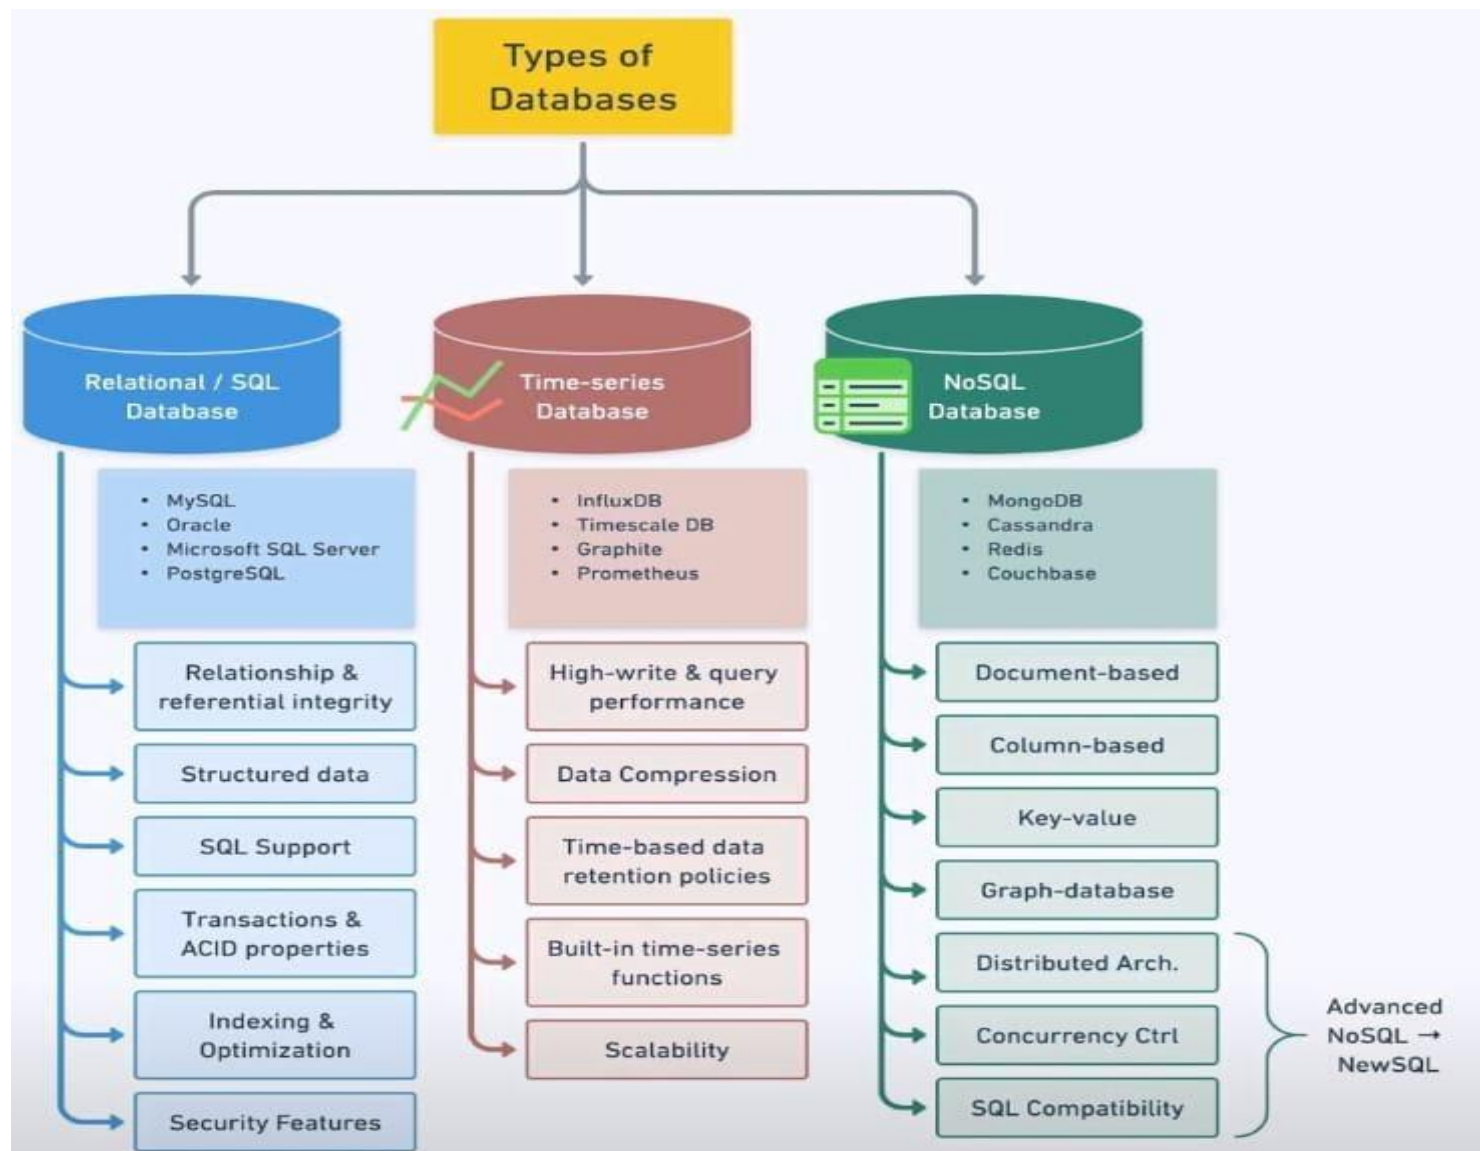 Types of
Databases
Relational / SQL
Database
• MySQL
• Oracle
• Microsoft SQL Server
• PostgreSQL
Relationship &
referential integrity
Structured data
SQL Support
Transactions &
ACID properties
Indexing &
Optimization
Security Features
Time-series
Database
• InfluxDB
• Timescale DB
• Graphite
• Prometheus
High-write & query
performance
Data Compression
Time-based data
retention policies
Built-in time-series
functions
Scalability
NoSQL
Database
• MongoDB
• Cassandra
• Redis
• Couchbase
Document-based
Column-based
Key-value
Graph-database
Distributed Arch.
Concurrency Ctrl
SQL Compatibility
Advanced
NoSQL →
NewSQL